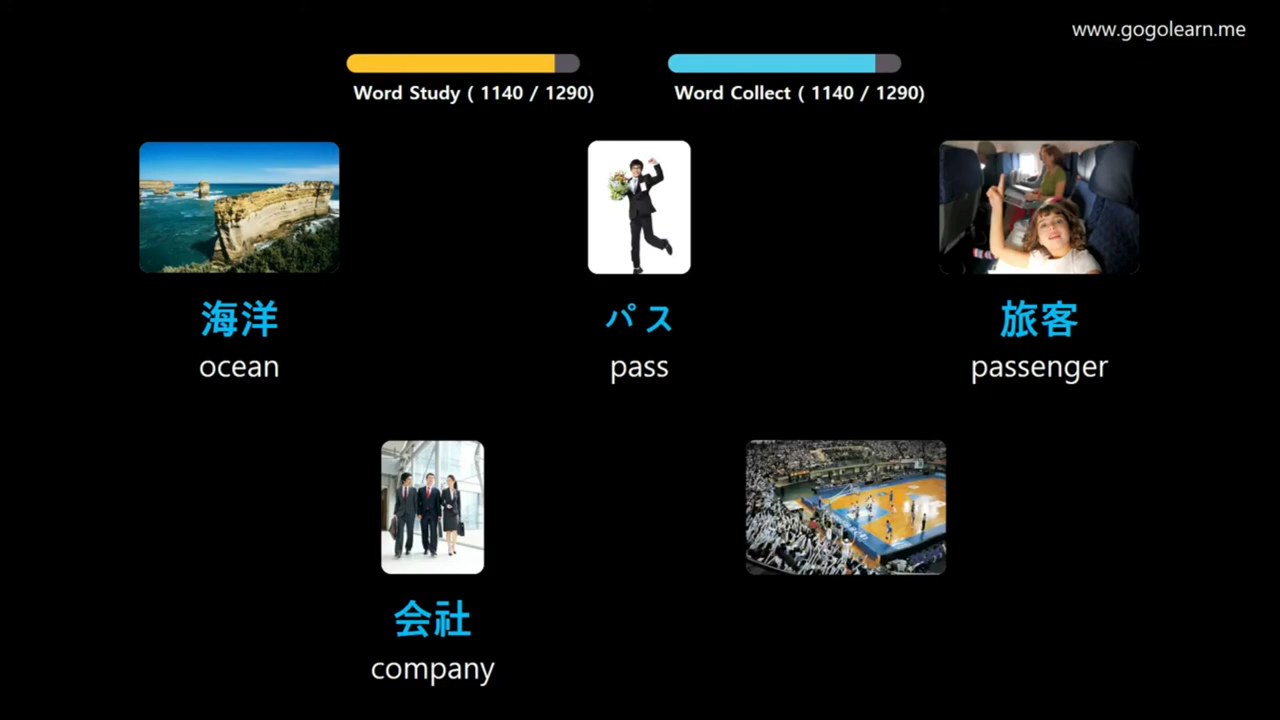 www.gogolearn.me
Word Study ( 1140 / 1290)
Word Collect ( 1140 / 1290)
海洋
ocean
パス
pass
旅客
passenger
会社
company